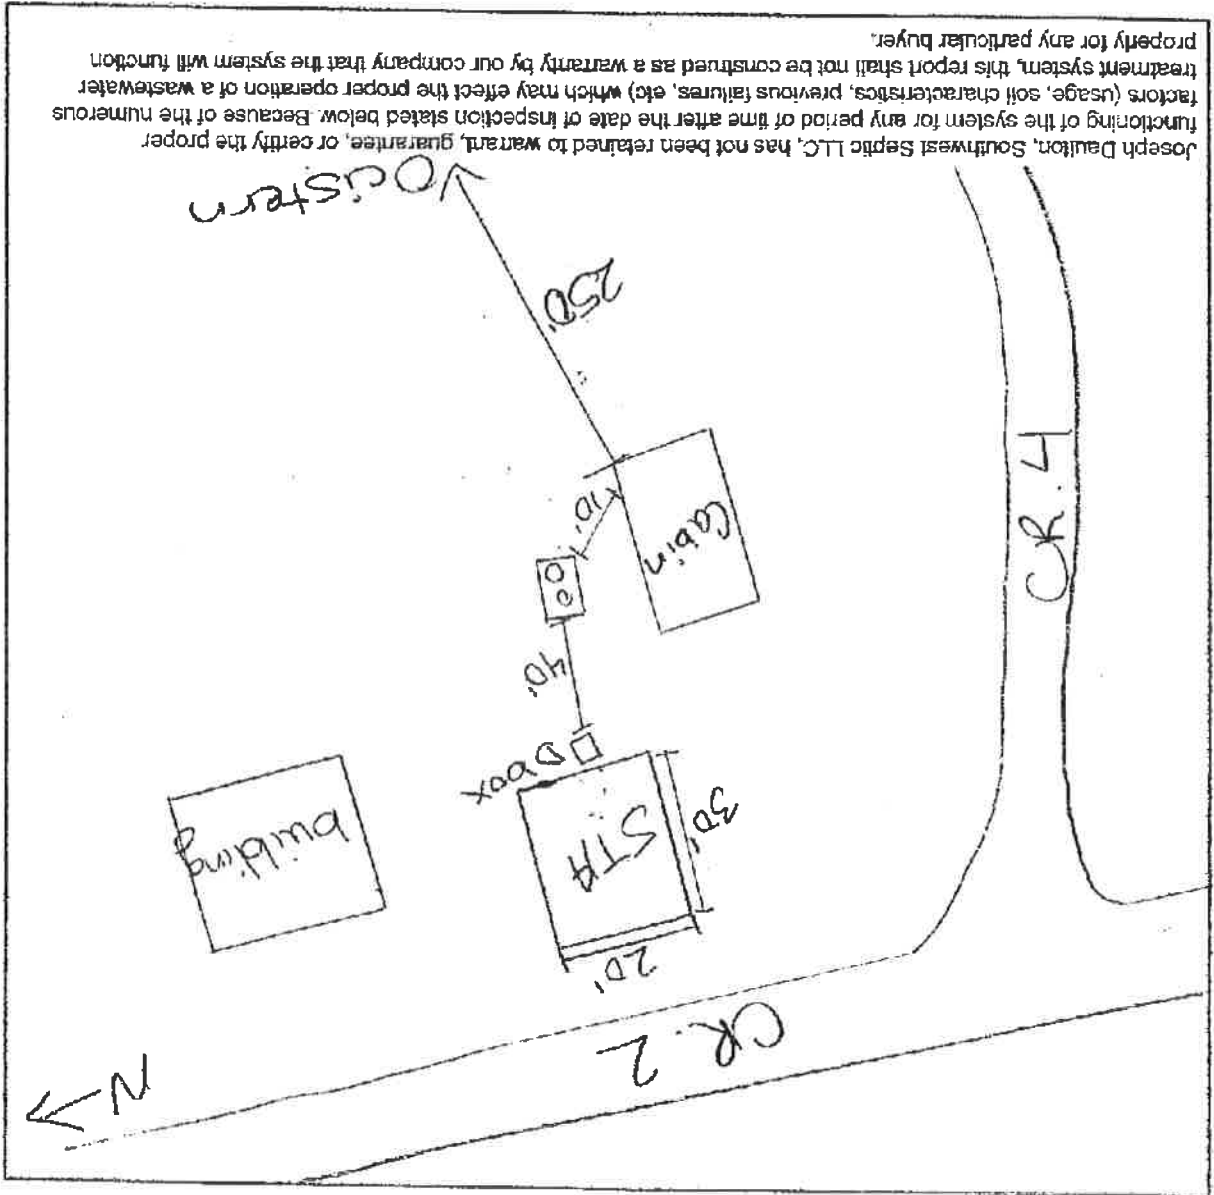 N
CR. 2
20'
30'
STA
building
D box
40'
Cabin
10'
CR. 4
250'
Cistern
Joseph Daulton, Southwest Septic LLC, has not been retained to warrant, guarantee, or certify the proper
functioning of the system for any period of time after the date of inspection stated below. Because of the numerous
factors (usage, soil characteristics, previous failures, etc) which may effect the proper operation of a wastewater
treatment system, this report shall not be construed as a warranty by our company that the system will function
properly for any particular buyer.